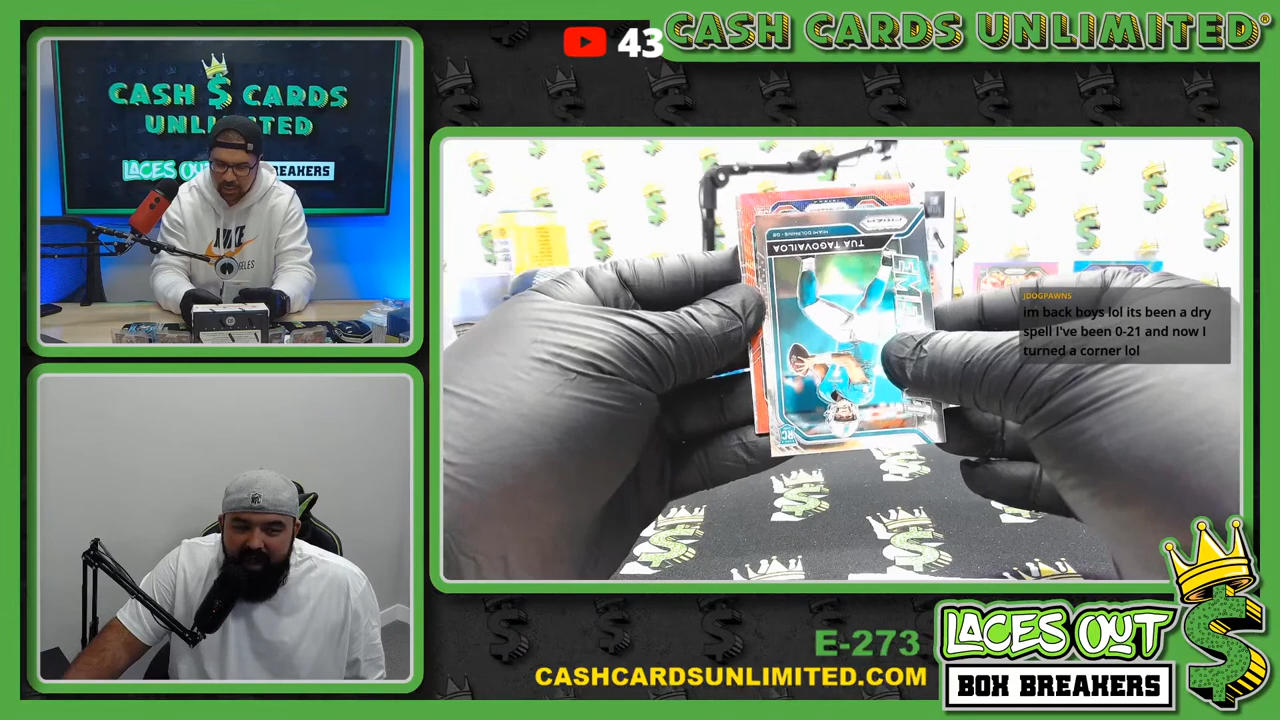 CASH CARDS UNLIMITED®
43
CASH $ CARDS
UNLIMITED
LACES OUT
PRIZM
MIAMI DOLPHINS - QB
TUA TAGOVAILOA
RC
JDOGPAWNS
im back boys lol its been a dry
spell I've been 0-21 and now I
turned a corner lol
E-273
CASHCARDSUNLIMITED.COM
LACES OUT
BOX BREAKERS
NFL